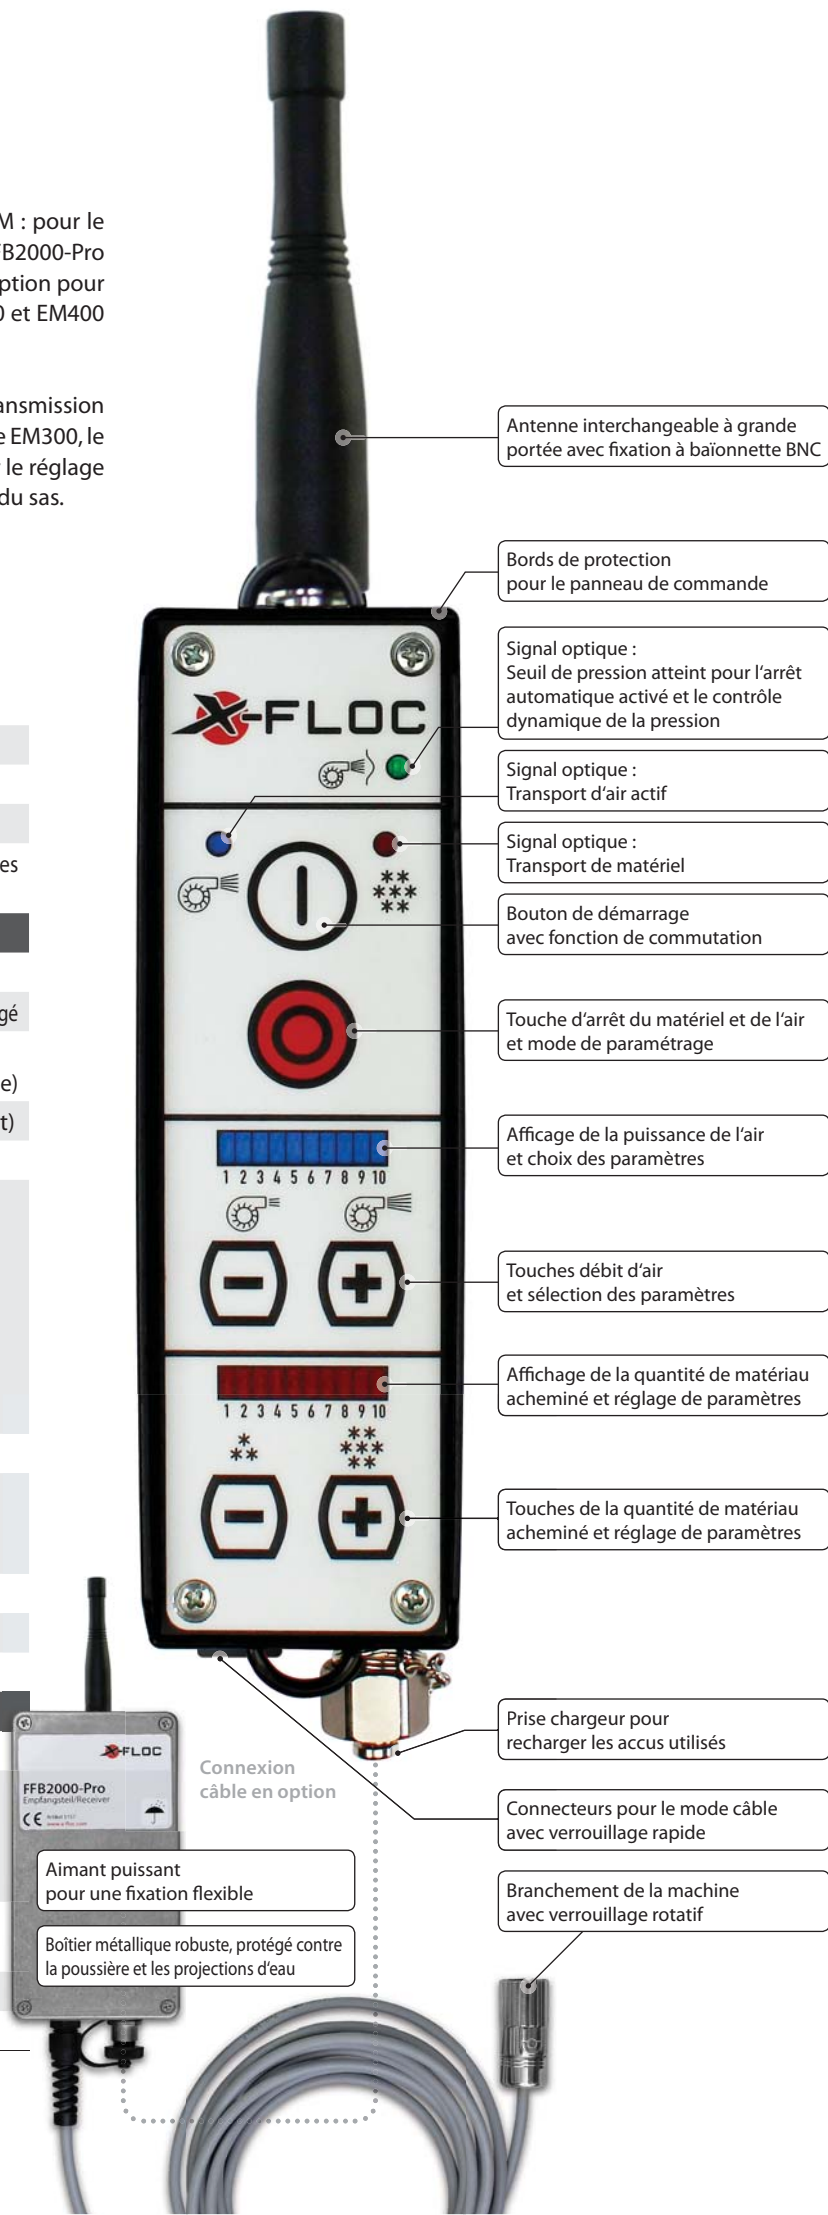 M : pour le
FB2000-Pro
ption pour
0 et EM400
ansmission
e EM300, le
r le réglage
du sas.
Antenne interchangeable à grande
portée avec fixation à baïonnette BNC
Bords de protection
pour le panneau de commande
Signal optique :
Seuil de pression atteint pour l'arrêt
automatique activé et le contrôle
dynamique de la pression
X-FLOC
Signal optique :
Transport d'air actif
Signal optique :
Transport de matériel
es
Bouton de démarrage
avec fonction de commutation
gé
Touche d'arrêt du matériel et de l'air
et mode de paramétrage
e)
t)
Afficage de la puissance de l'air
et choix des paramètres
1 2 3 4 5 6 7 8 9 10
Touches débit d'air
et sélection des paramètres
Affichage de la quantité de matériau
acheminé et réglage de paramètres
1 2 3 4 5 6 7 8 9 10
Touches de la quantité de matériau
acheminé et réglage de paramètres
Prise chargeur pour
recharger les accus utilisés
X-FLOC
Connexion
câble en option
FFB2000-Pro
Empfangsteil/Receiver
CE
www.x-floc.com
Connecteurs pour le mode câble
avec verrouillage rapide
Aimant puissant
pour une fixation flexible
Branchement de la machine
avec verrouillage rotatif
Boîtier métallique robuste, protégé contre
la poussière et les projections d'eau